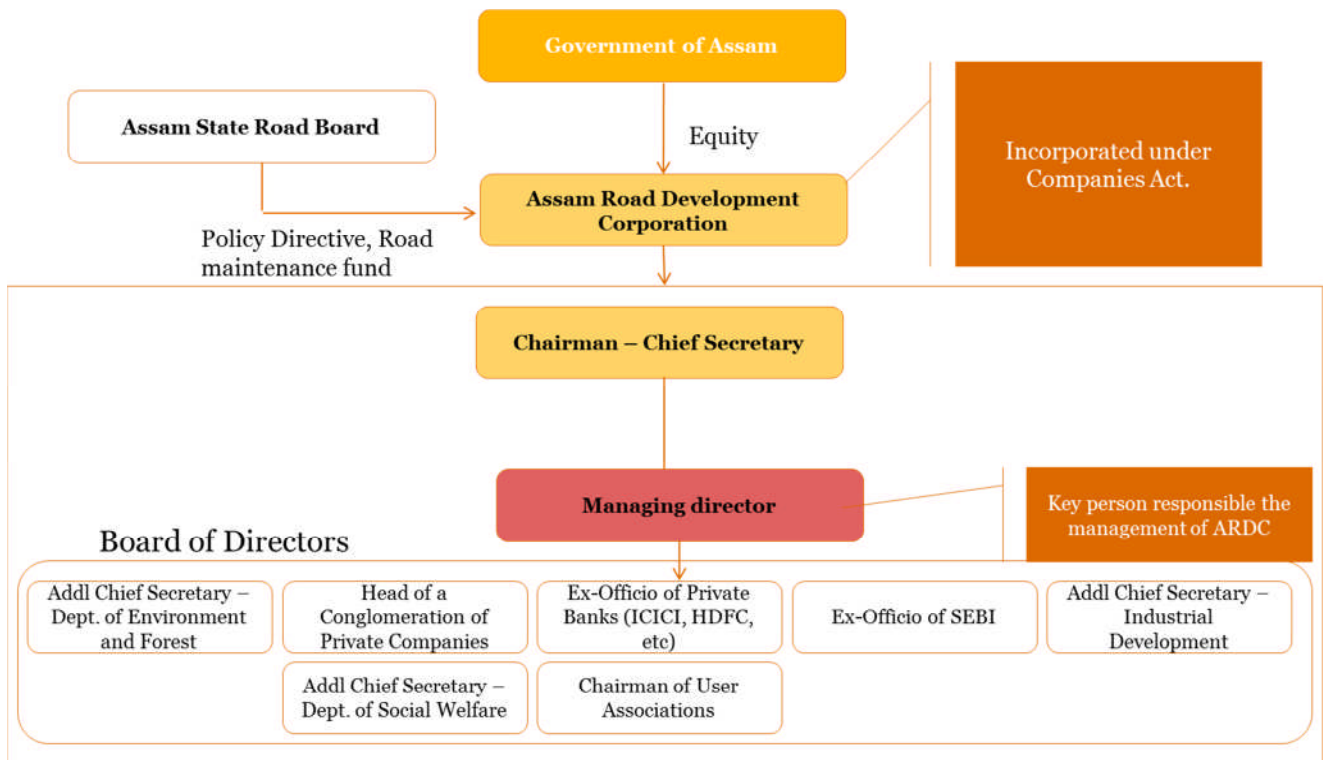 Government of Assam
Assam State Road Board
Equity
Incorporated under
Companies Act.
Assam Road Development
Corporation
Policy Directive, Road
maintenance fund
Chairman – Chief Secretary
Managing director
Key person responsible the
management of ARDC
Board of Directors
Addl Chief Secretary –
Dept. of Environment
and Forest
Head of a
Conglomeration of
Private Companies
Ex-Officio of Private
Banks (ICICI, HDFC,
etc)
Ex-Officio of SEBI
Addl Chief Secretary –
Industrial
Development
Addl Chief Secretary –
Dept. of Social Welfare
Chairman of User
Associations